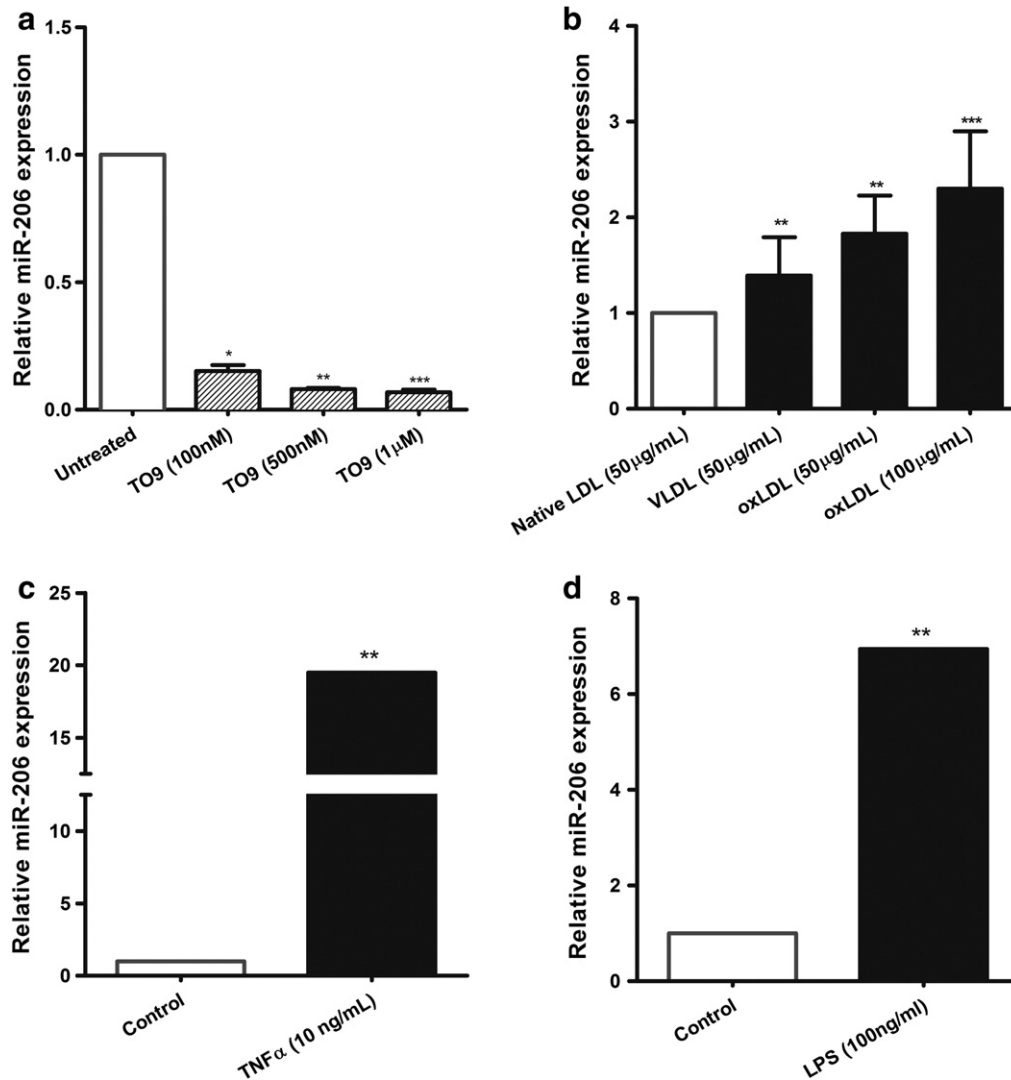 a
Relative miR-206 expression
1.5
1.0
0.5
0.0
*
**
***
Untreated
TO9 (100nM)
TO9 (500nM)
TO9 (1μM)
b
Relative miR-206 expression
4
3
2
1
0
**
**
***
Native LDL (50μg/mL)
VLDL (50μg/mL)
oxLDL (50μg/mL)
oxLDL (100μg/mL)
c
Relative miR-206 expression
25
20
15
10
5
0
**
Control
TNFα (10 ng/mL)
d
Relative miR-206 expression
8
6
4
2
0
**
Control
LPS (100ng/ml)